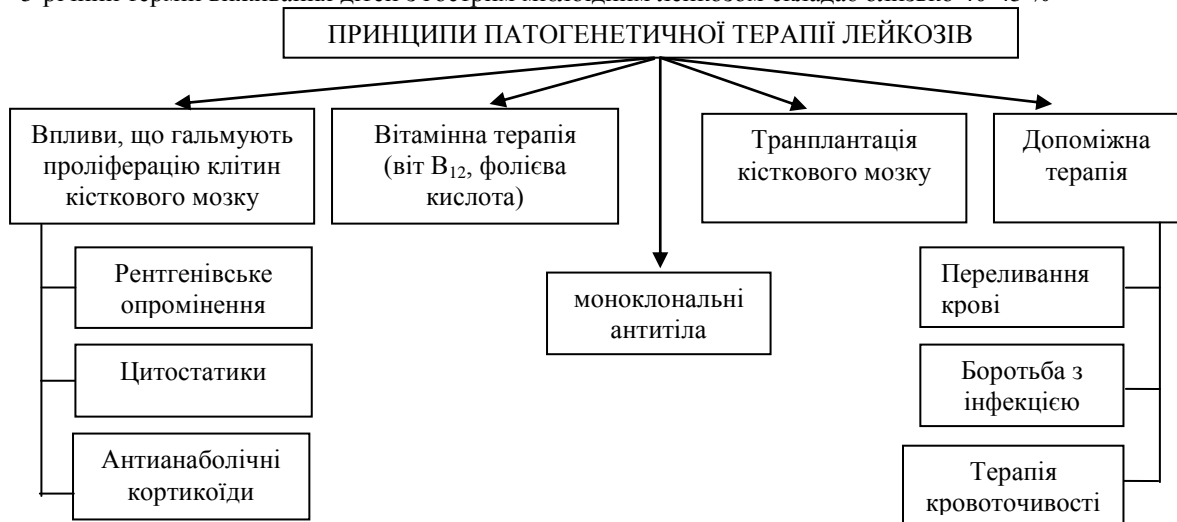 ПРИНЦИПИ ПАТОГЕНЕТИЧНОЇ ТЕРАПІЇ ЛЕЙКОЗІВ
Впливи, що гальмують
проліферацію клітин
кісткового мозку
Вітамінна терапія
(віт В₁₂, фолієва
кислота)
Транплантація
кісткового мозку
Допоміжна
терапія
Рентгенівське
опромінення
Цитостатики
Антианаболічні
кортикоїди
моноклональні
антитіла
Переливання
крові
Боротьба з
інфекцією
Терапія
кровоточивості